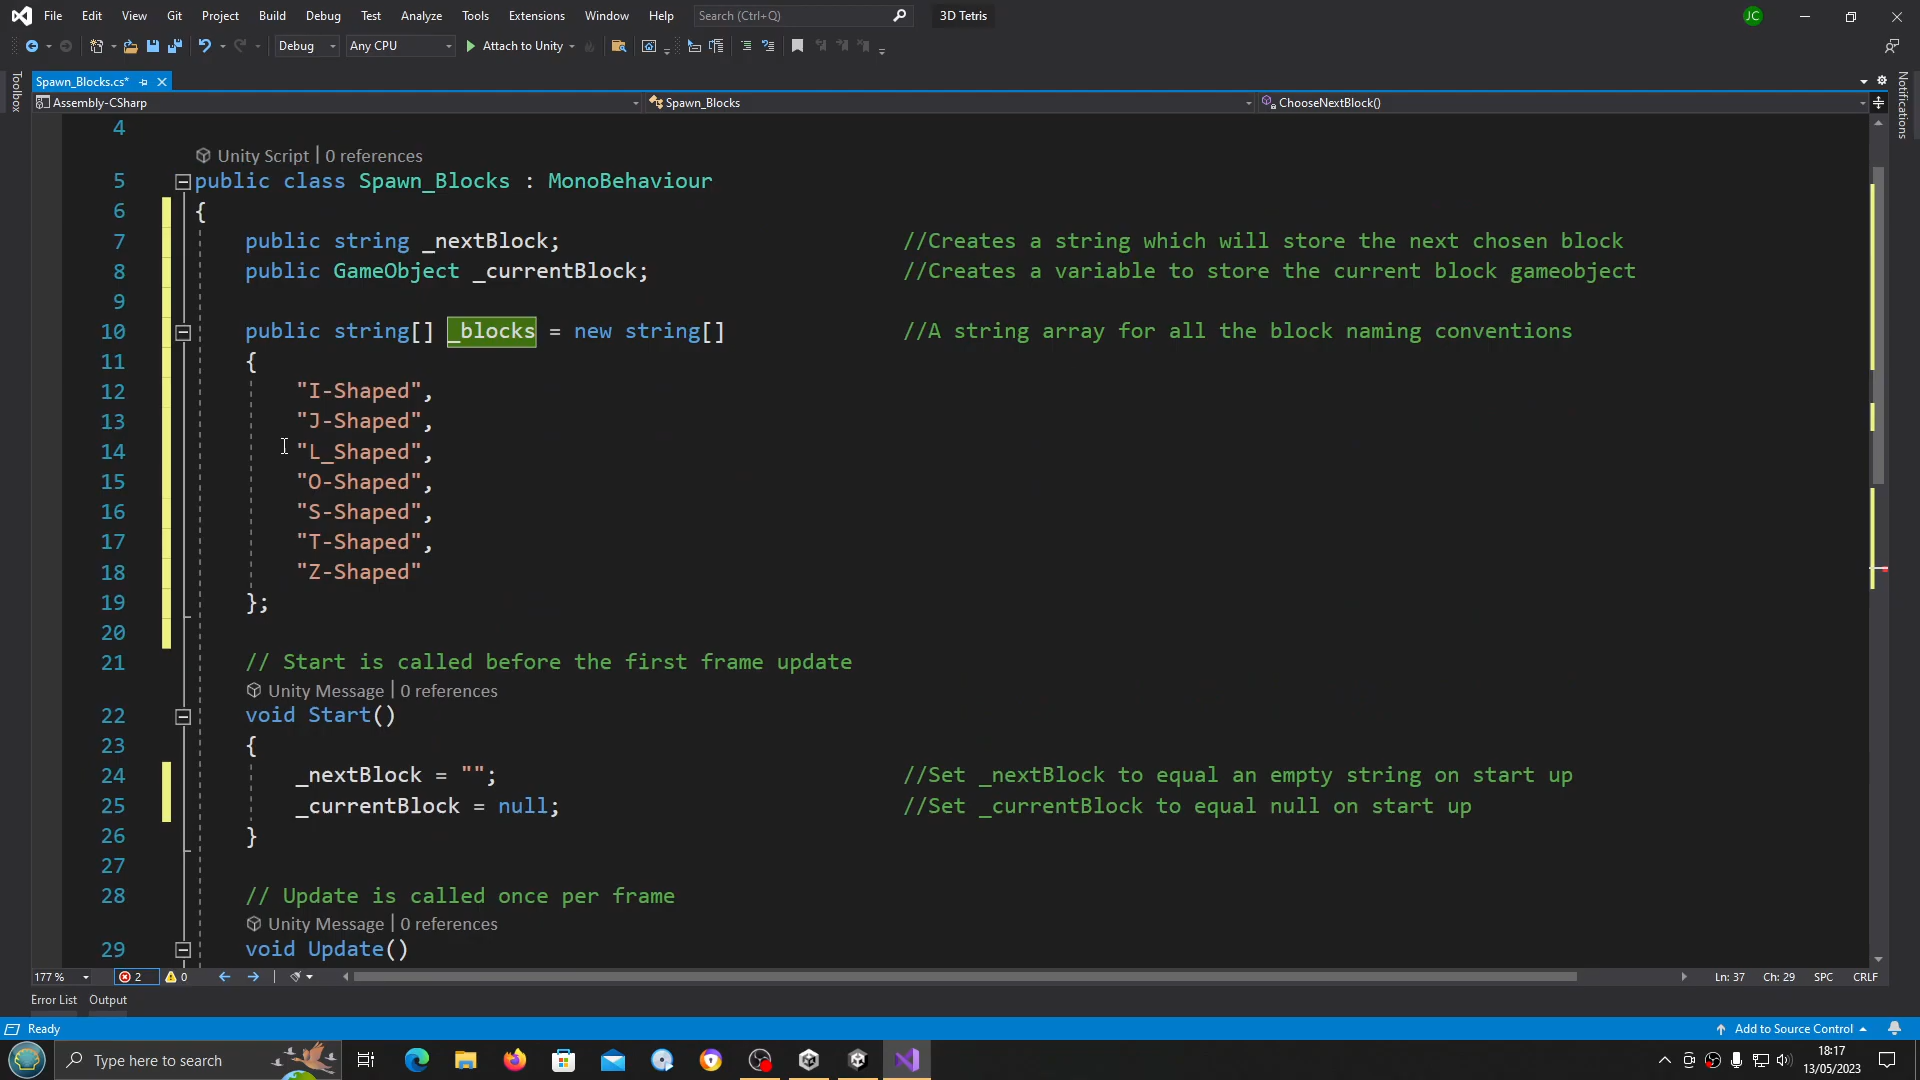 File Edit View Git Project Build Debug Test Analyze Tools Extensions Window Help Search (Ctrl+Q) 3D Tetris JC
Debug Any CPU Attach to Unity
Spawn_Blocks.cs*
Toolbox
Notifications
Assembly-CSharp Spawn_Blocks ChooseNextBlock()
4
Unity Script | 0 references
5 public class Spawn_Blocks : MonoBehaviour
6 {
7 public string _nextBlock; //Creates a string which will store the next chosen block
8 public GameObject _currentBlock; //Creates a variable to store the current block gameobject
9
10 public string[] _blocks = new string[] //A string array for all the block naming conventions
11 {
12 "I-Shaped",
13 "J-Shaped",
14 "L_Shaped",
15 "O-Shaped",
16 "S-Shaped",
17 "T-Shaped",
18 "Z-Shaped"
19 };
20
21 // Start is called before the first frame update
Unity Message | 0 references
22 void Start()
23 {
24 _nextBlock = ""; //Set _nextBlock to equal an empty string on start up
25 _currentBlock = null; //Set _currentBlock to equal null on start up
26 }
27
28 // Update is called once per frame
Unity Message | 0 references
29 void Update()
177 % 2 0 Ln: 37 Ch: 29 SPC CRLF
Error List Output
Ready Add to Source Control
Type here to search 18:17
13/05/2023